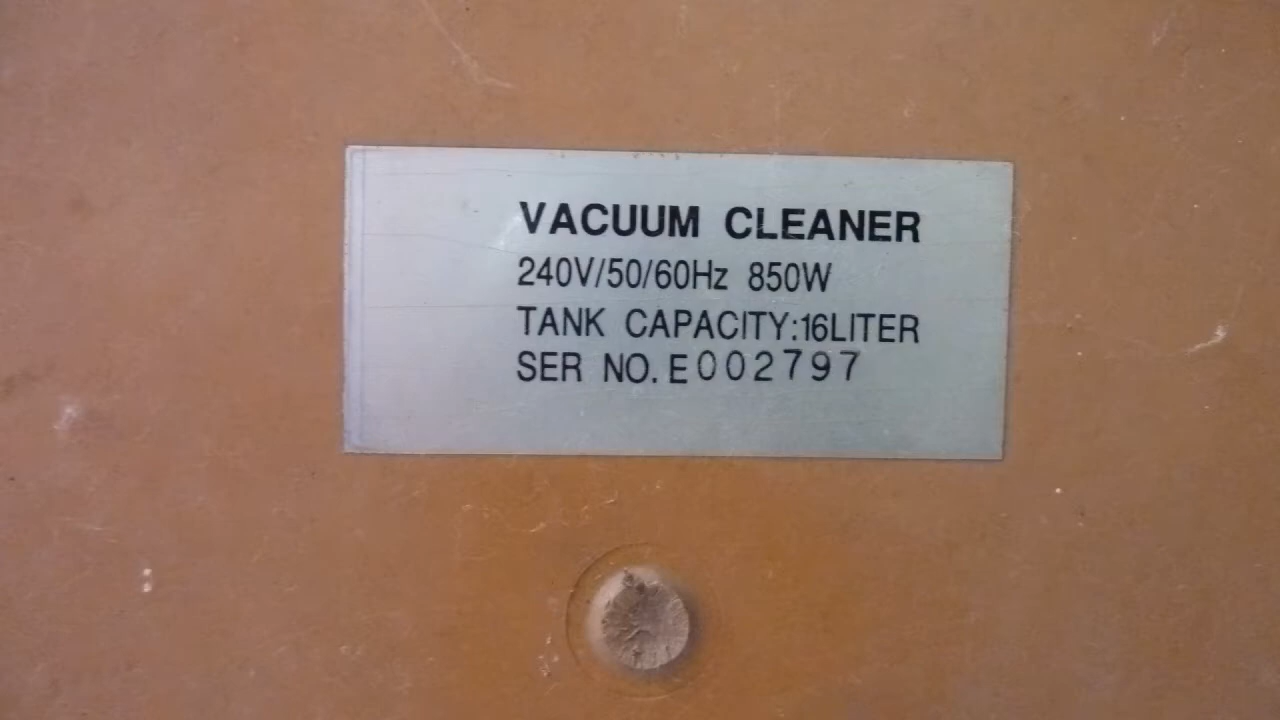 VACUUM CLEANER
240V/50/60Hz 850W
TANK CAPACITY:16LITER
SER NO. E002797